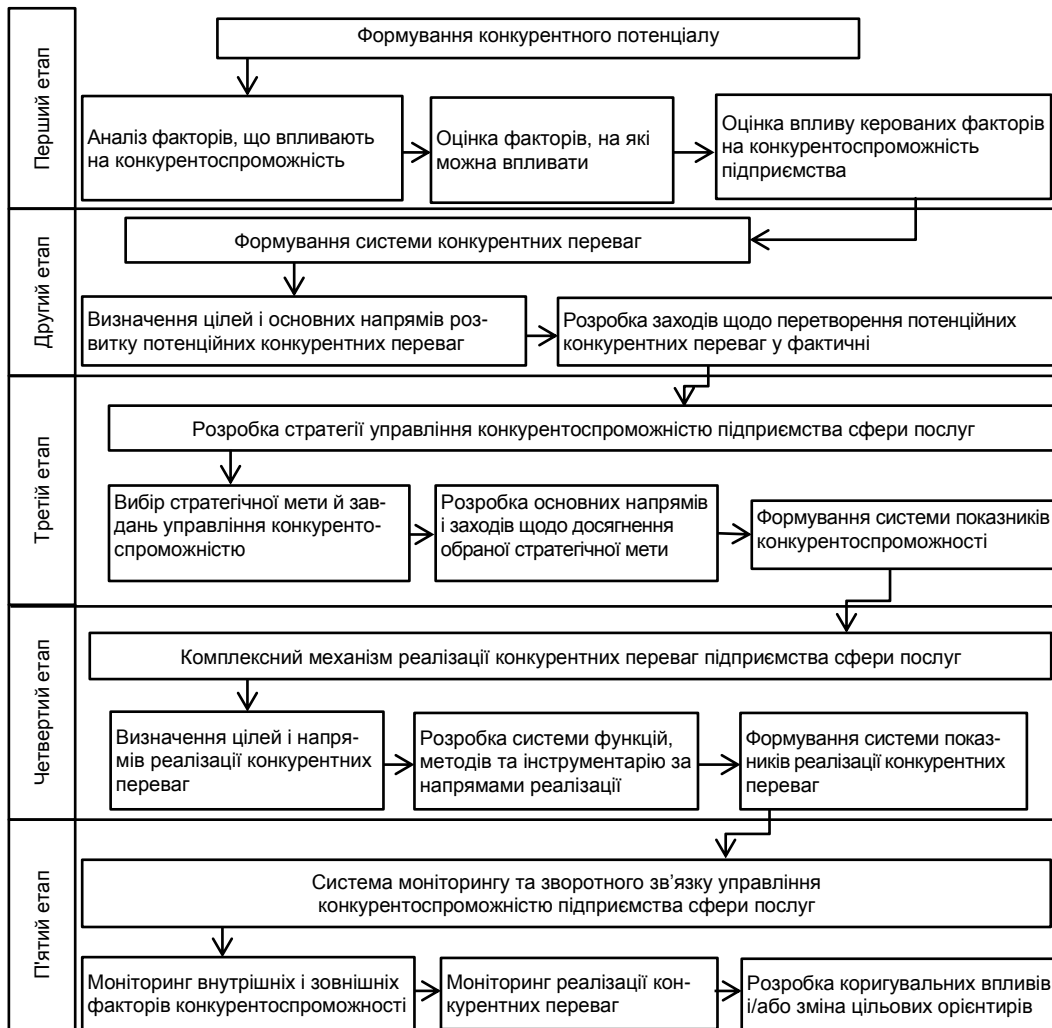 Перший етап
Формування конкурентного потенціалу
Аналіз факторів, що впливають
на конкурентоспроможність
Оцінка факторів, на які
можна впливати
Оцінка впливу керованих факторів
на конкурентоспроможність
підприємства
Другий етап
Формування системи конкурентних переваг
Визначення цілей і основних напрямів роз-
витку потенційних конкурентних переваг
Розробка заходів щодо перетворення потенційних
конкурентних переваг у фактичні
Третій етап
Розробка стратегії управління конкурентоспроможністю підприємства сфери послуг
Вибір стратегічної мети й зав-
дань управління конкуренто-
спроможністю
Розробка основних напрямів
і заходів щодо досягнення
обраної стратегічної мети
Формування системи показників
конкурентоспроможності
Четвертий етап
Комплексний механізм реалізації конкурентних переваг підприємства сфери послуг
Визначення цілей і напря-
мів реалізації конкурентних
переваг
Розробка системи функцій,
методів та інструментарію за
напрямами реалізації
Формування системи показ-
ників реалізації конкурентних
переваг
П'ятий етап
Система моніторингу та зворотного зв’язку управління
конкурентоспроможністю підприємства сфери послуг
Моніторинг внутрішніх і зовнішніх
факторів конкурентоспроможності
Моніторинг реалізації кон-
курентних переваг
Розробка коригувальних впливів
і/або зміна цільових орієнтирів